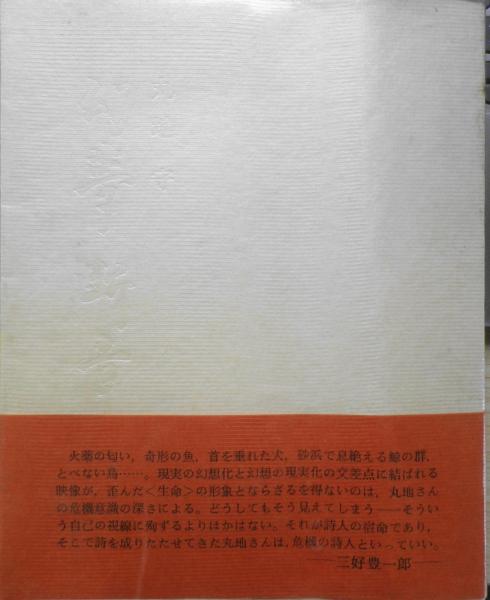 丸地守
火薬の匂い，奇形の魚，首を垂れた犬，砂浜で息絶える鯨の群，
とべない鳥……。現実の幻想化と幻想の現実化の交差点に結ばれる
映像が，歪んだ＜生命＞の形象とならざるを得ないのは，丸地さん
の危機意識の深さによる。どうしてもそう見えてしまう――そうい
う自己の視線に殉ずるよりほかはない。それが詩人の宿命であり，
そこで詩を成りたたせてきた丸地さんは，危機の詩人といっていい。
――三好豊一郎――